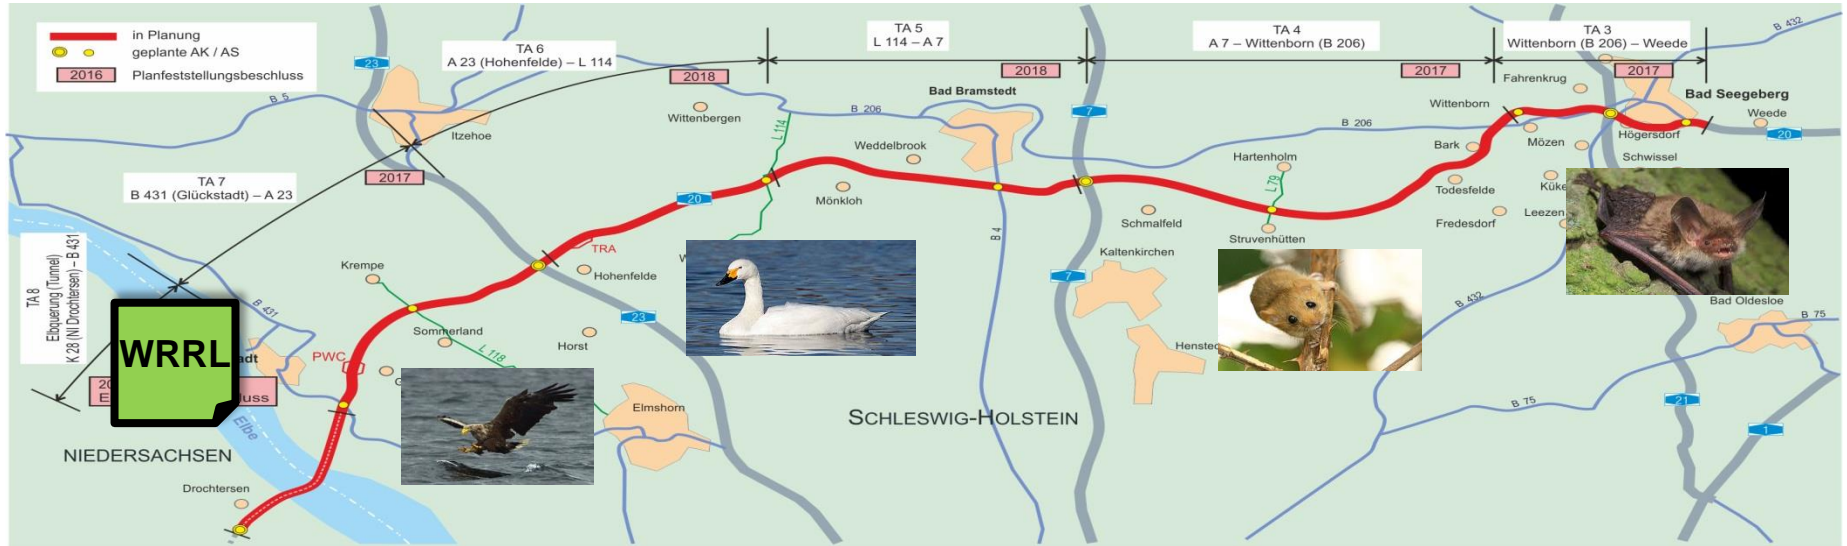 in Planung
geplante AK / AS
2016 Planfeststellungsbeschluss
TA 6
A 23 (Hohenfelde) – L 114
TA 5
L 114 – A 7
TA 4
A 7 – Wittenborn (B 206)
TA 3
Wittenborn (B 206) – Weede
B 432
23
2018
2018
2017
2017
Fahrenkrug
B 5
Itzehoe
Wittenbergen
L 114
B 206
Bad Bramstedt
7
B 206
Wittenborn
Bad Seegeberg
Weede
20
Högersdorf
Mözen
Bark
Schwissel
Weddelbrook
Hartenholm
L 79
TA 7
B 431 (Glückstadt) – A 23
2017
20
Mönkloh
Schmalfeld
Todesfelde
Fredesdorf
Leezen
Struvenhütten
B 4
TRA
Hohenfelde
Krempe
Kaltenkirchen
7
B 432
Bad Oldesloe
B 75
TA 8
Elbquerung (Tunnel)
K 28 (NI Drochtersen) – B 431
B 431
WRRL
Sommerland
L 118
23
Horst
PWC
Elmshorn
SCHLESWIG-HOLSTEIN
B 75
21
1
Elbe
NIEDERSACHSEN
Drochtersen